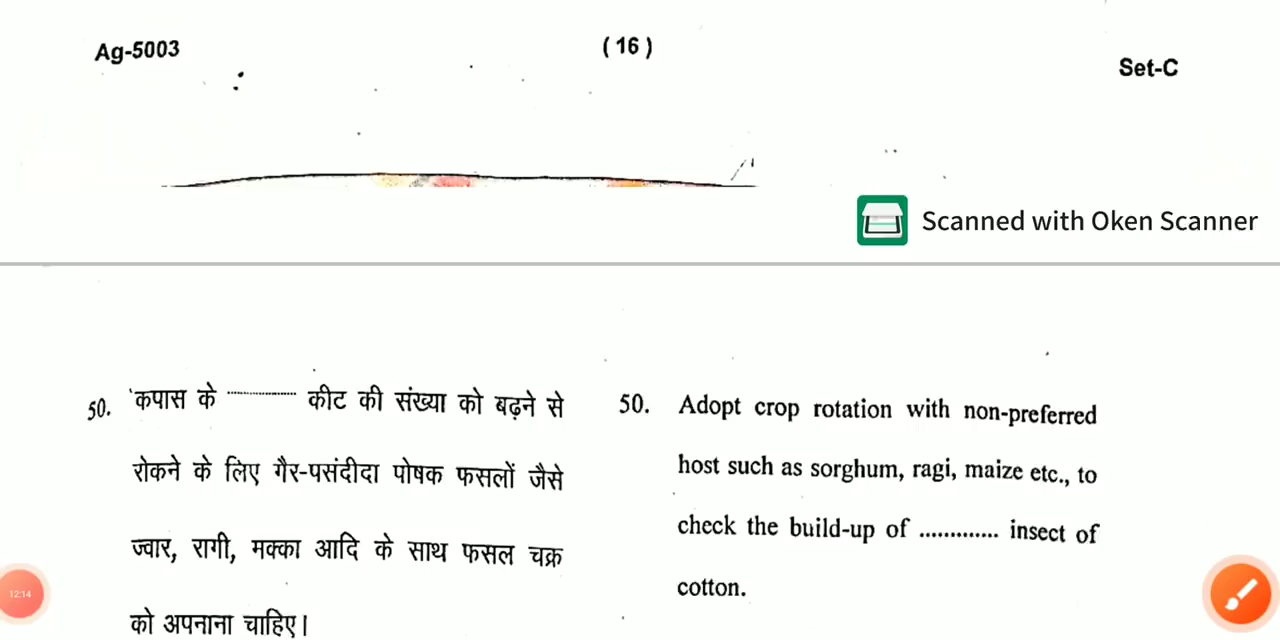 Ag-5003 ( 16 ) Set-C
Scanned with Oken Scanner
50. कपास के ............ कीट की संख्या को बढ़ने से
रोकने के लिए गैर-पसंदीदा पोषक फसलों जैसे
ज्वार, रागी, मक्का आदि के साथ फसल चक्र
को अपनाना चाहिए।
50. Adopt crop rotation with non-preferred
host such as sorghum, ragi, maize etc., to
check the build-up of ............. insect of
cotton.
12:14